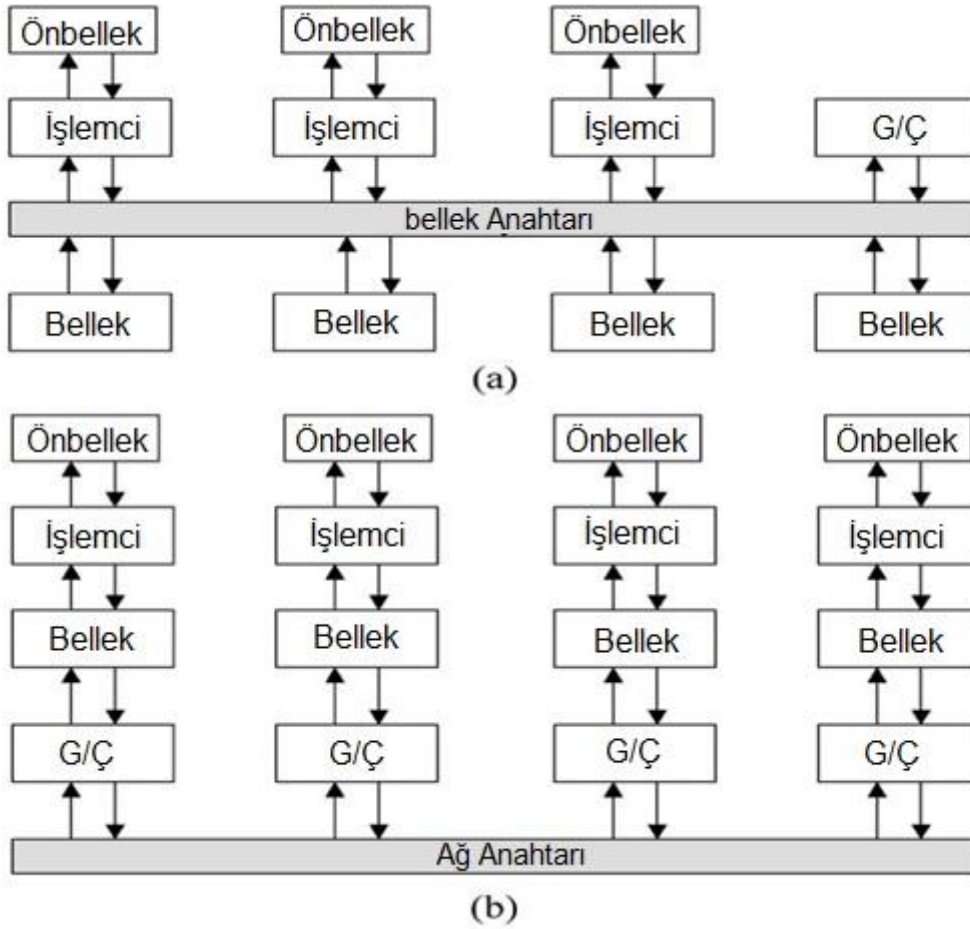 Önbellek Önbellek Önbellek
İşlemci İşlemci İşlemci G/Ç
bellek Anahtarı
Bellek Bellek Bellek Bellek
(a)
Önbellek Önbellek Önbellek Önbellek
İşlemci İşlemci İşlemci İşlemci
Bellek Bellek Bellek Bellek
G/Ç G/Ç G/Ç G/Ç
Ağ Anahtarı
(b)